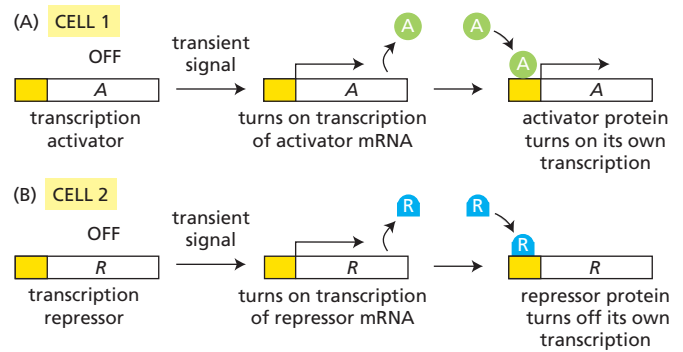 (A) CELL 1
OFF
transient
signal
A
A
A
A
A
A
transcription
activator
turns on transcription
of activator mRNA
activator protein
turns on its own
transcription
(B) CELL 2
OFF
transient
signal
R
R
R
R
R
R
transcription
repressor
turns on transcription
of repressor mRNA
repressor protein
turns off its own
transcription